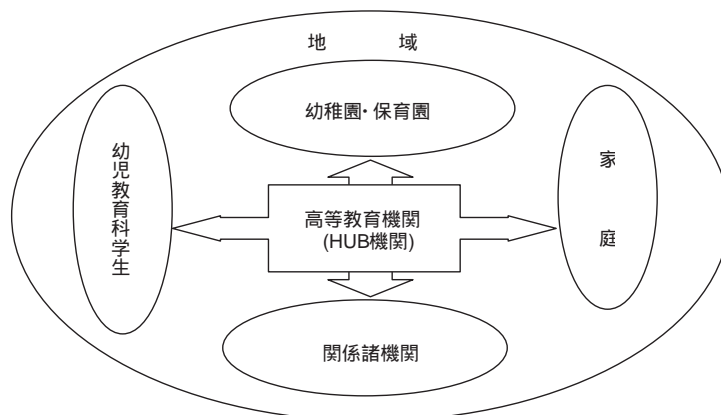 地 域
幼稚園・保育園
幼児教育科学生
高等教育機関
(HUB機関)
家庭
関係諸機関